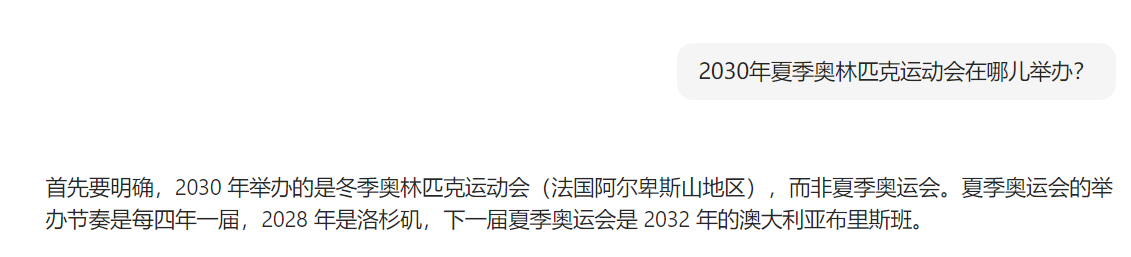 2030年夏季奥林匹克运动会在哪儿举办？
首先要明确，2030 年举办的是冬季奥林匹克运动会（法国阿尔卑斯山地区），而非夏季奥运会。夏季奥运会的举
办节奏是每四年一届，2028 年是洛杉矶，下一届夏季奥运会是 2032 年的澳大利亚布里斯班。